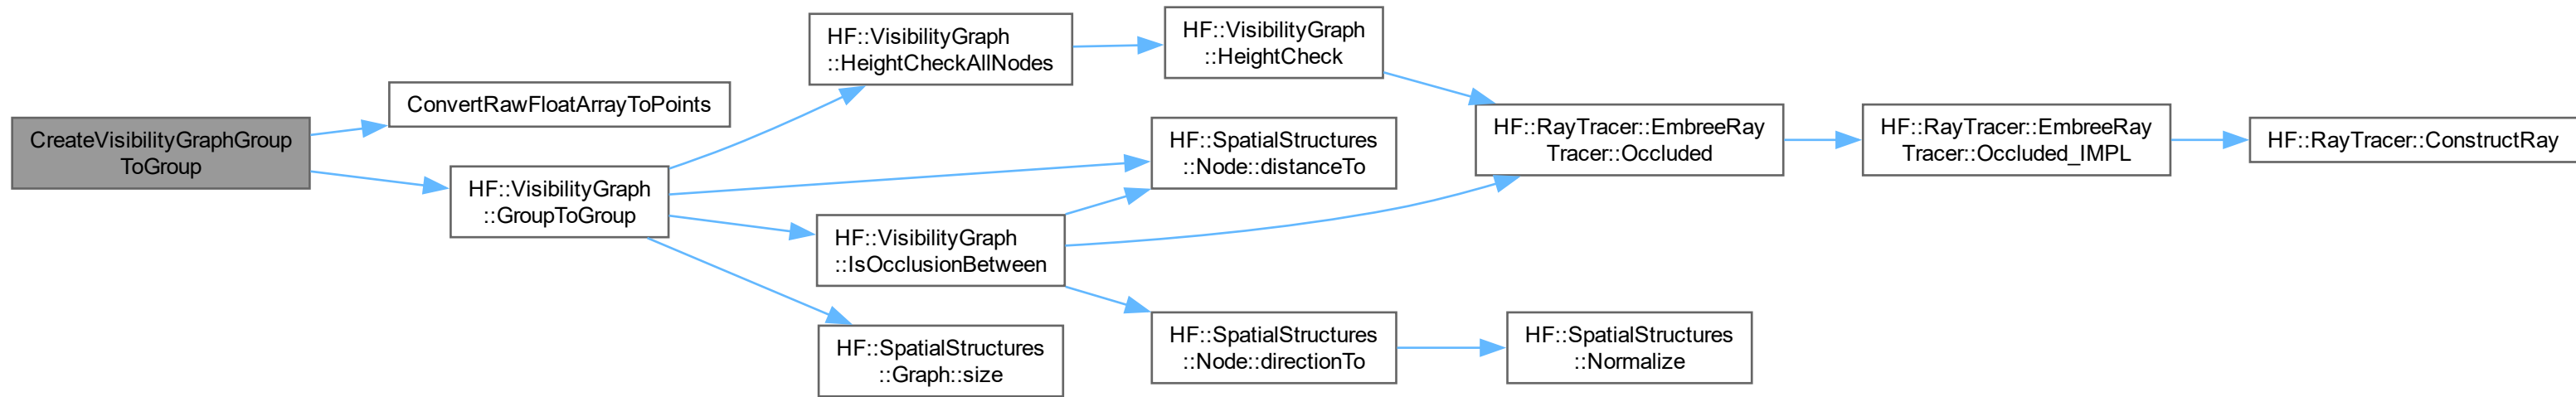 CreateVisibilityGraphGroup
ToGroup
ConvertRawFloatArrayToPoints
HF::VisibilityGraph
::GroupToGroup
HF::VisibilityGraph
::HeightCheckAllNodes
HF::VisibilityGraph
::HeightCheck
HF::SpatialStructures
::Node::distanceTo
HF::VisibilityGraph
::IsOcclusionBetween
HF::SpatialStructures
::Graph::size
HF::SpatialStructures
::Node::directionTo
HF::SpatialStructures
::Normalize
HF::RayTracer::EmbreeRay
Tracer::Occluded
HF::RayTracer::EmbreeRay
Tracer::Occluded_IMPL
HF::RayTracer::ConstructRay